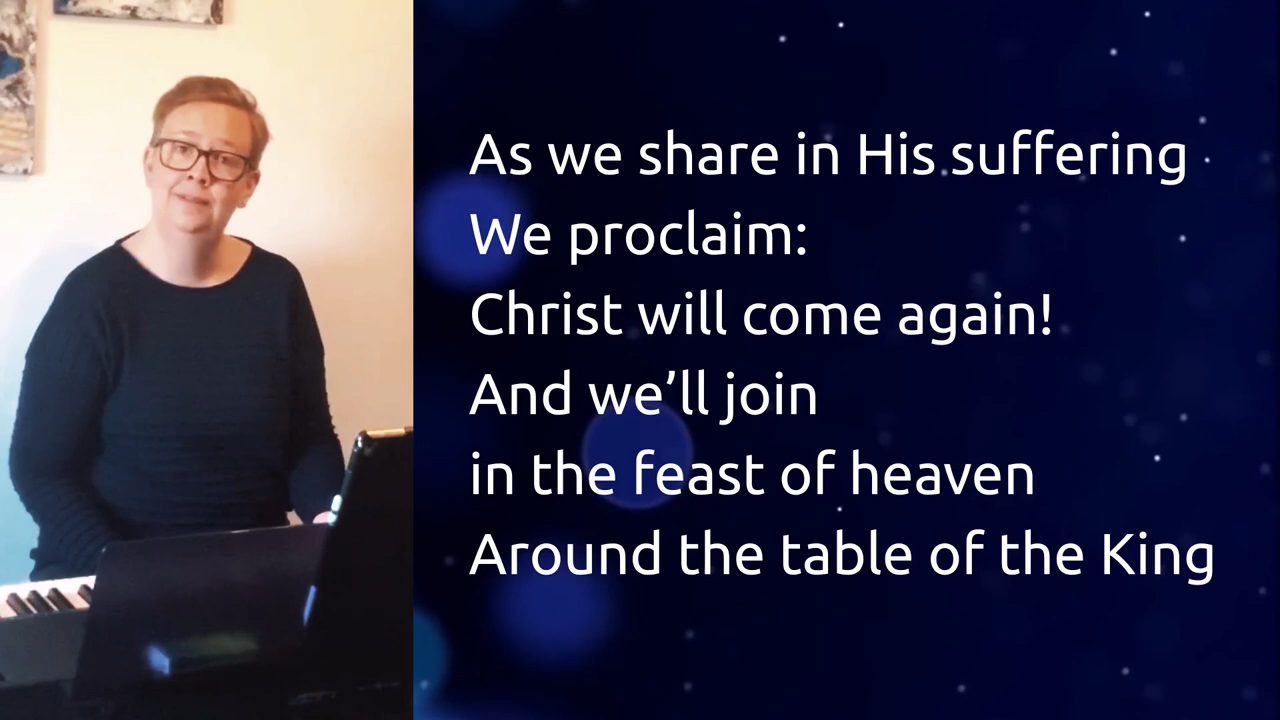 As we share in His suffering
We proclaim:
Christ will come again!
And we’ll join
in the feast of heaven
Around the table of the King